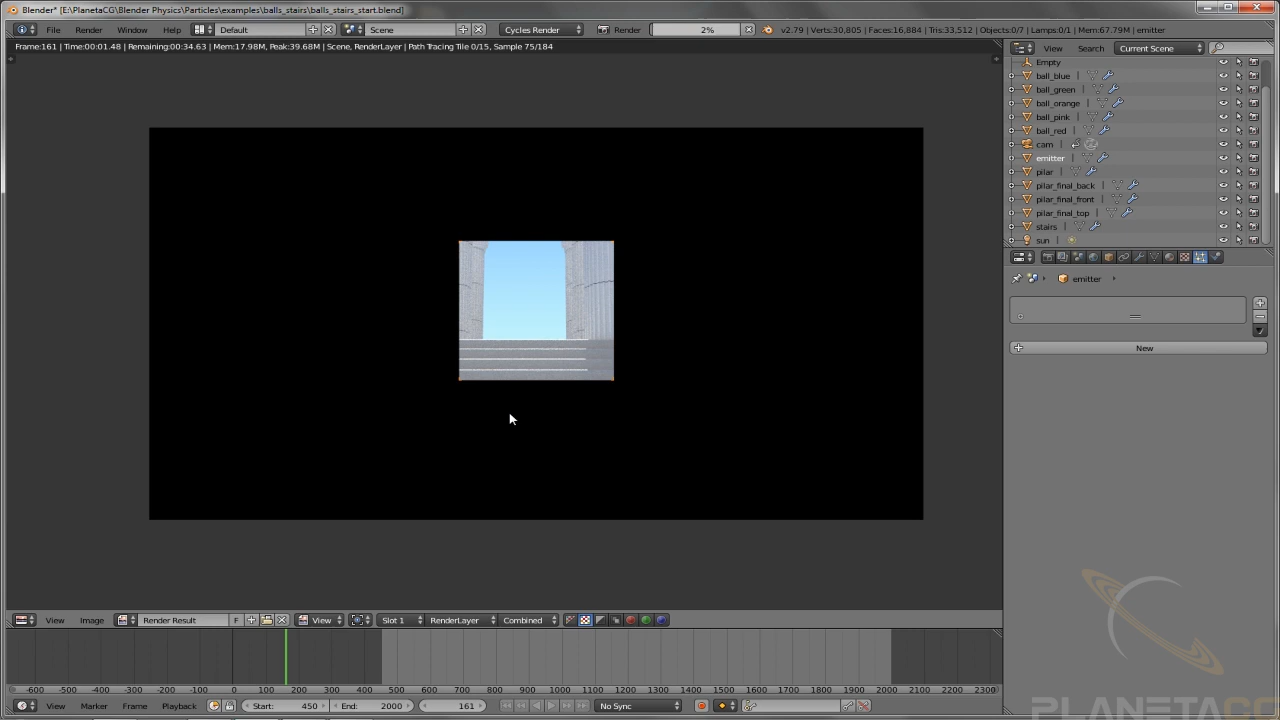 Blender* [E:\PlanetaCG\Blender Physics\Particles\examples\balls_stairs\balls_stairs_start.blend]
File Render Window Help Default Scene Cycles Render Render 2% v2.79 | Verts:30,805 | Faces:16,884 | Tris:33,512 | Objects:0/7 | Lamps:0/1 | Mem:67.79M | emitter
Frame:161 | Time:00:01.48 | Remaining:00:34.63 | Mem:17.98M, Peak:39.68M | Scene, RenderLayer | Path Tracing Tile 0/15, Sample 75/184
View Search Current Scene
Empty
ball_blue
ball_green
ball_orange
ball_pink
ball_red
cam
emitter
pilar
pilar_final_back
pilar_final_front
pilar_final_top
stairs
sun
emitter
New
View Image Render Result F View Slot 1 RenderLayer Combined
-600 -500 -400 -300 -200 -100 0 100 200 300 400 500 600 700 800 900 1000 1100 1200 1300 1400 1500 1600 1700 1800 1900 2000 2100 2200 2300
View Marker Frame Playback Start: 450 End: 2000 161 No Sync
PLANETACG